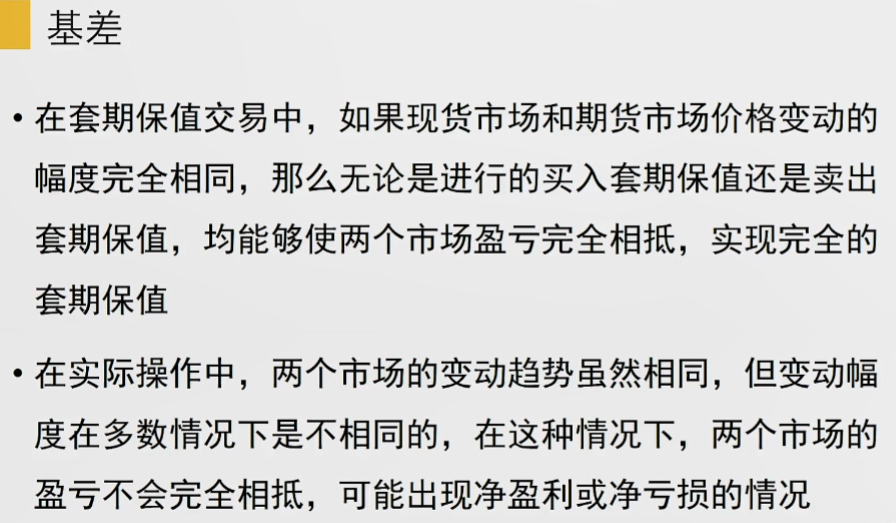 基差
• 在套期保值交易中，如果现货市场和期货市场价格变动的
幅度完全相同，那么无论是进行的买入套期保值还是卖出
套期保值，均能够使两个市场盈亏完全相抵，实现完全的
套期保值
• 在实际操作中，两个市场的变动趋势虽然相同，但变动幅
度在多数情况下是不相同的，在这种情况下，两个市场的
盈亏不会完全相抵，可能出现净盈利或净亏损的情况